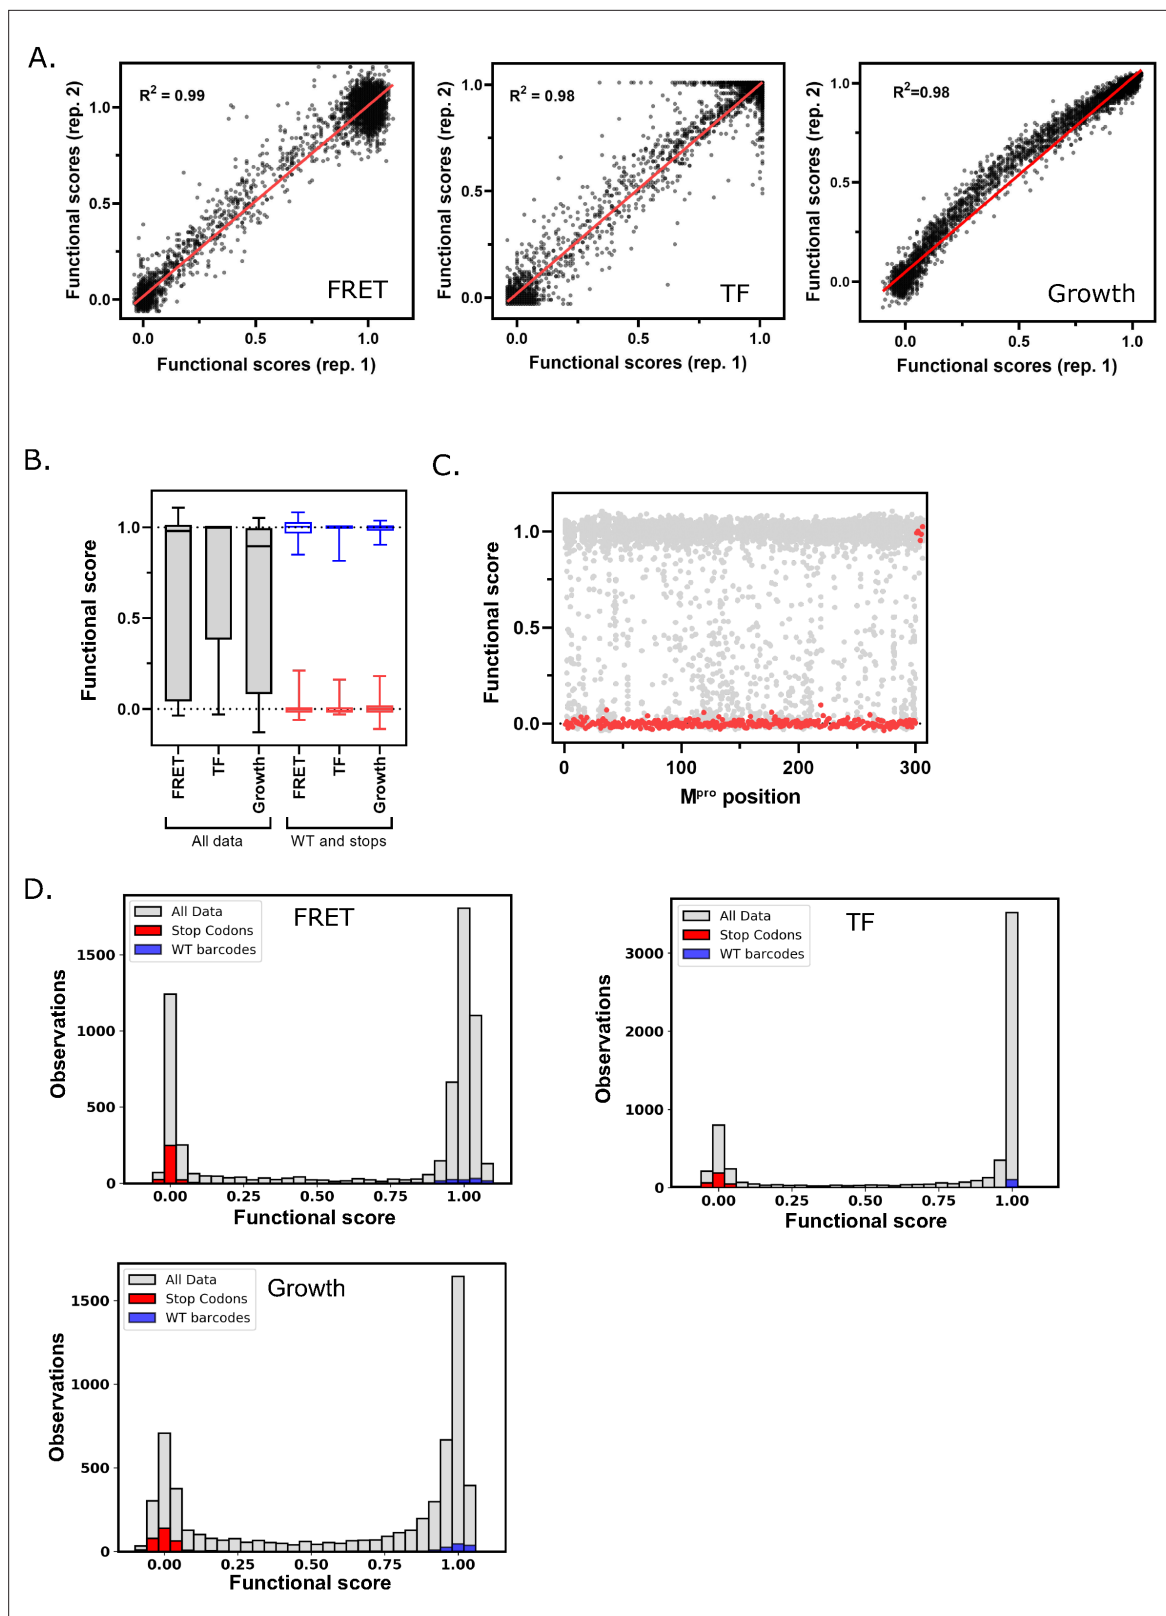 A.
R² = 0.99
FRET
Functional scores (rep. 2)
1.0
0.5
0.0
0.0
0.5
1.0
Functional scores (rep. 1)
R² = 0.98
TF
Functional scores (rep. 2)
1.0
0.5
0.0
0.0
0.5
1.0
Functional scores (rep. 1)
R²=0.98
Growth
Functional scores (rep. 2)
1.0
0.5
0.0
0.0
0.5
1.0
Functional scores (rep. 1)
B.
Functional score
1.0
0.5
0.0
FRET
TF
Growth
FRET
TF
Growth
All data
WT and stops
C.
Functional score
1.0
0.5
0.0
0
100
200
300
Mᵖʳᵒ position
D.
FRET
All Data
Stop Codons
WT barcodes
Observations
1500
1000
500
0
0.00
0.25
0.50
0.75
1.00
Functional score
TF
All Data
Stop Codons
WT barcodes
Observations
3000
2000
1000
0
0.00
0.25
0.50
0.75
1.00
Functional score
Growth
All Data
Stop Codons
WT barcodes
Observations
1500
1000
500
0
0.00
0.25
0.50
0.75
1.00
Functional score